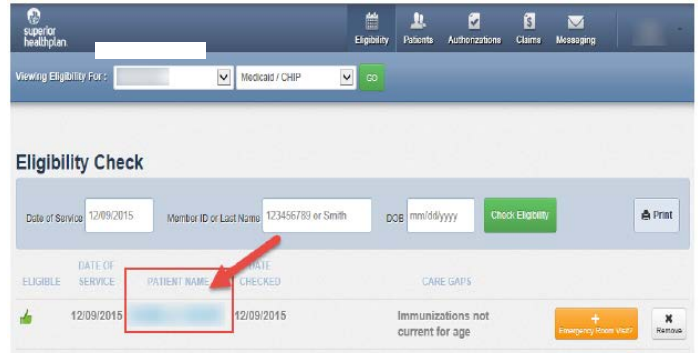 superior
healthplan
Eligibility Patients Authorizations Claims Messaging
Viewing Eligibility For : Medicaid / CHIP GO
Eligibility Check
Date of Service 12/09/2015 Member ID or Last Name 123456789 or Smith DOB mm/dd/yyyy Check Eligibility Print
ELIGIBLE DATE OF SERVICE PATIENT NAME DATE CHECKED CARE GAPS
12/09/2015 12/09/2015 Immunizations not
current for age
Emergency Room Visit? Remove